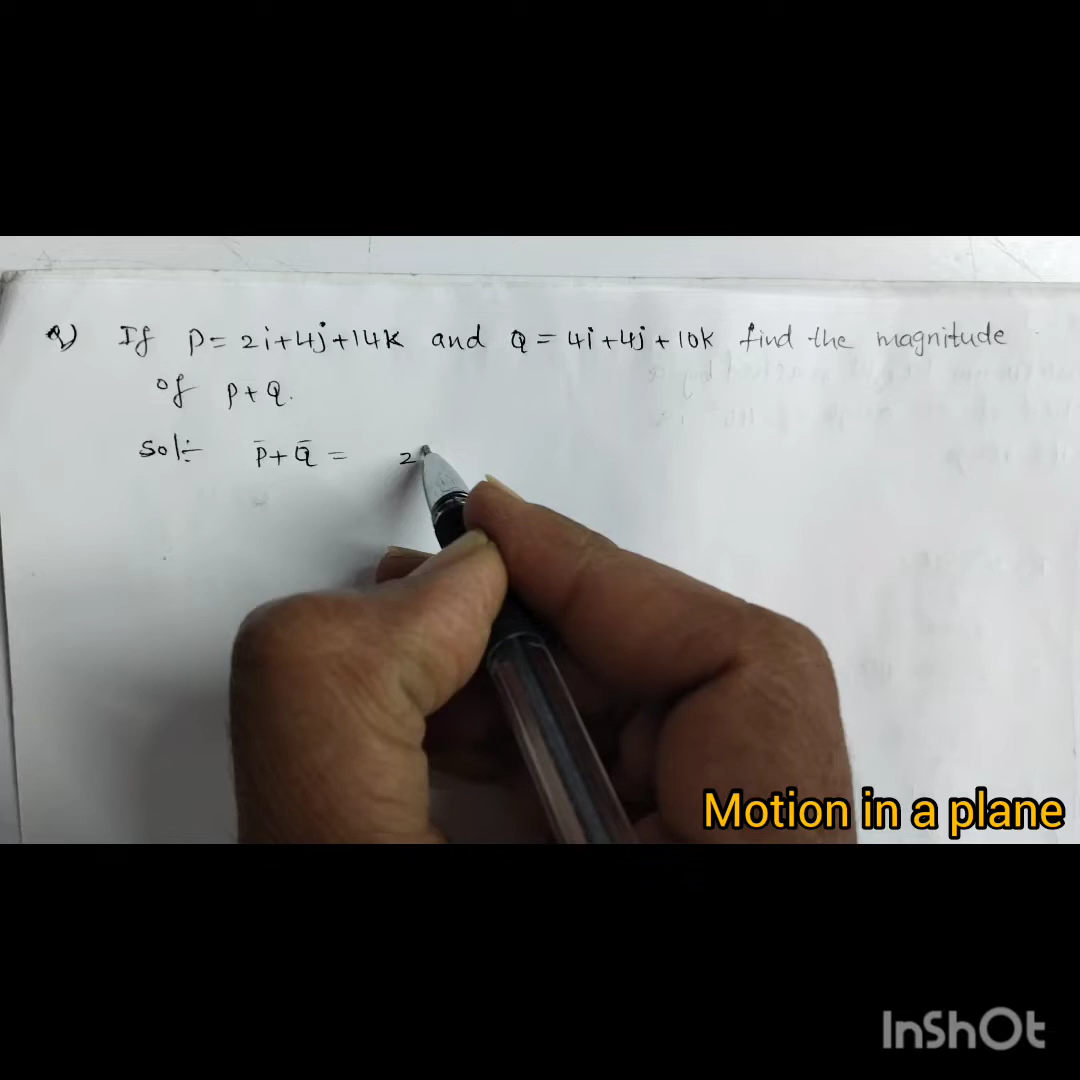 Q) If P = 2i+4j+14k and Q = 4i+4j+10k find the magnitude
of P+Q.
Sol:- P̄+Q̄ = 2
Motion in a plane
InShOt